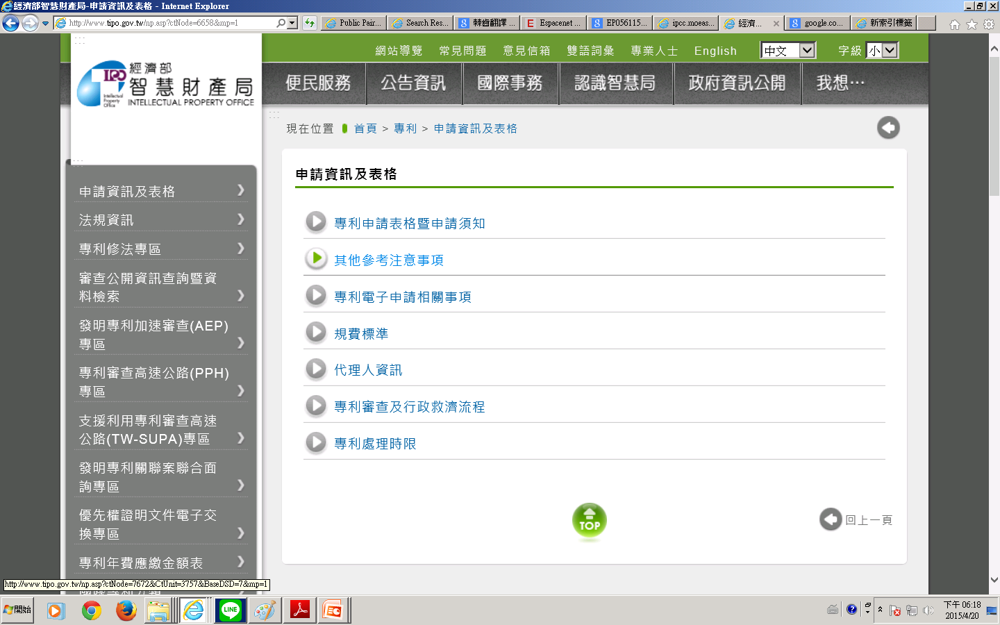 經濟部智慧財產局-申請資訊及表格 - Internet Explorer
http://www.tipo.gov.tw/np.asp?ctNode=6658&mp=1
Public Pair...
Search Res...
棘齒翻譯 ...
Espacenet ...
EP056115...
ipcc.moeas...
經濟...
google.co...
新索引標籤
網站導覽 常見問題 意見信箱 雙語詞彙 專業人士 English 中文 字級 小
經濟部
智慧財產局
INTELLECTUAL PROPERTY OFFICE
TIPO
Intellectual
Property
Office
便民服務 公告資訊 國際事務 認識智慧局 政府資訊公開 我想…
現在位置 首頁 > 專利 > 申請資訊及表格
申請資訊及表格
法規資訊
專利修法專區
審查公開資訊查詢暨資
料檢索
發明專利加速審查(AEP)
專區
專利審查高速公路(PPH)
專區
支援利用專利審查高速
公路(TW-SUPA)專區
發明專利關聯案聯合面
詢專區
優先權證明文件電子交
換專區
專利年費應繳金額表
申請資訊及表格
專利申請表格暨申請須知
其他參考注意事項
專利電子申請相關事項
規費標準
代理人資訊
專利審查及行政救濟流程
專利處理時限
TOP
回上一頁
http://www.tipo.gov.tw/np.asp?ctNode=7672&CtUnit=3757&BaseDSD=7&mp=1
開始
LINE
下午 06:18
2015/4/20